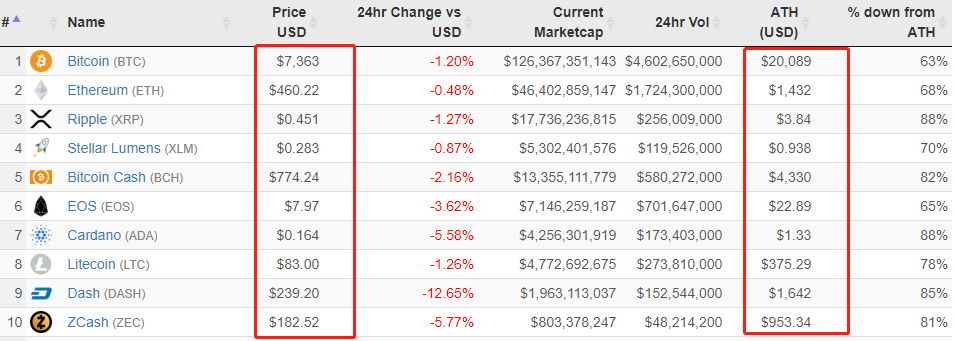 # Name Price USD 24hr Change vs USD Current Marketcap 24hr Vol ATH (USD) % down from ATH
1 Bitcoin (BTC) $7,363 -1.20% $126,367,351,143 $4,602,650,000 $20,089 63%
2 Ethereum (ETH) $460.22 -0.48% $46,402,859,147 $1,724,300,000 $1,432 68%
3 Ripple (XRP) $0.451 -1.27% $17,736,236,815 $256,009,000 $3.84 88%
4 Stellar Lumens (XLM) $0.283 -0.87% $5,302,401,576 $119,526,000 $0.938 70%
5 Bitcoin Cash (BCH) $774.24 -2.16% $13,355,111,779 $580,272,000 $4,330 82%
6 EOS (EOS) $7.97 -3.62% $7,146,259,187 $701,647,000 $22.89 65%
7 Cardano (ADA) $0.164 -5.58% $4,256,301,919 $173,403,000 $1.33 88%
8 Litecoin (LTC) $83.00 -1.26% $4,772,692,675 $273,810,000 $375.29 78%
9 Dash (DASH) $239.20 -12.65% $1,963,113,037 $152,544,000 $1,642 85%
10 ZCash (ZEC) $182.52 -5.77% $803,378,247 $48,214,200 $953.34 81%